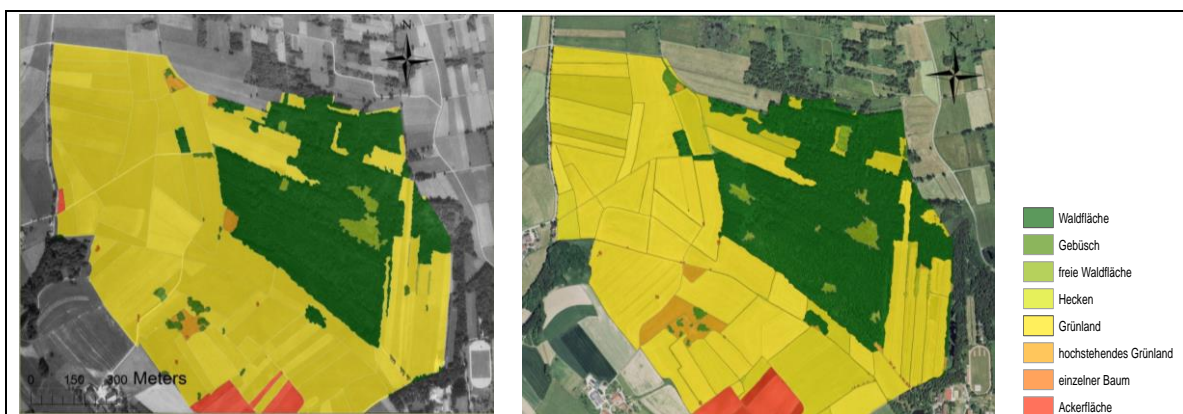 N
N
Waldfläche
Gebüsch
freie Waldfläche
Hecken
Grünland
hochstehendes Grünland
einzelner Baum
Ackerfläche
0 150 300 Meters